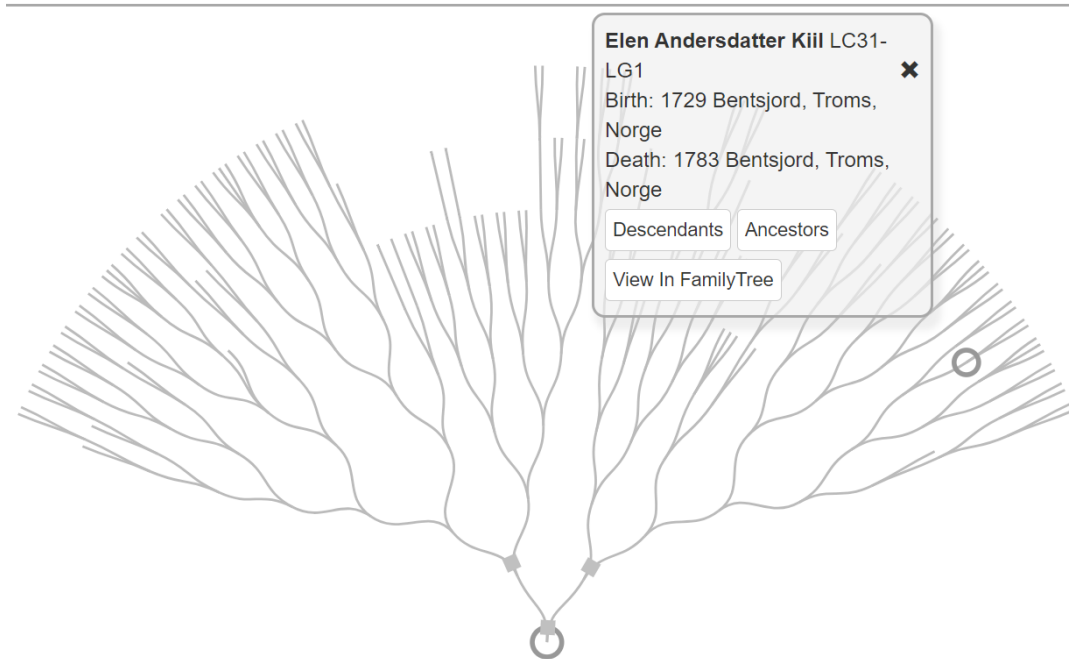 Elen Andersdatter Kiil LC31-
LG1
Birth: 1729 Bentsjord, Troms,
Norge
Death: 1783 Bentsjord, Troms,
Norge
Descendants Ancestors
View In FamilyTree